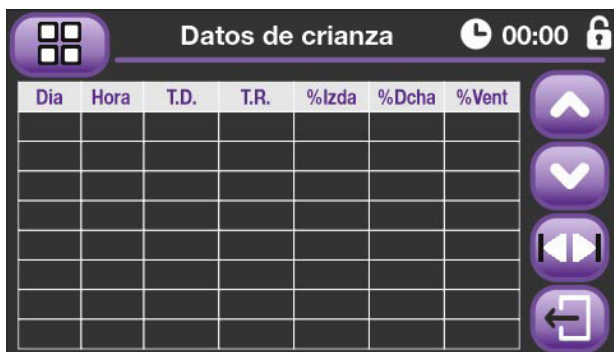 Datos de crianza 00:00
Dia Hora T.D. T.R. %Izda %Dcha %Vent